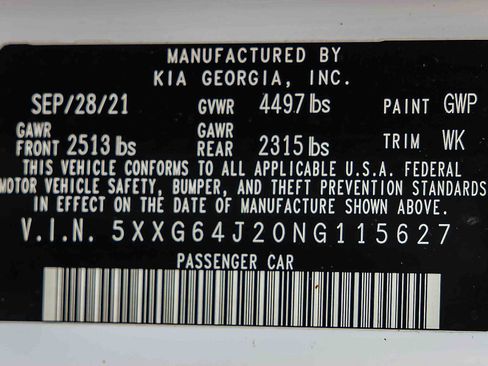 MANUFACTURED BY
KIA GEORGIA, INC.
SEP/28/21 GVWR 4497 lbs PAINT GWP
GAWR FRONT 2513 lbs GAWR REAR 2315 lbs TRIM WK
THIS VEHICLE CONFORMS TO ALL APPLICABLE U.S.A. FEDERAL
MOTOR VEHICLE SAFETY, BUMPER, AND THEFT PREVENTION STANDARDS
IN EFFECT ON THE DATE OF MANUFACTURE SHOWN ABOVE.
V.I.N. 5XXG64J20NG115627
PASSENGER CAR